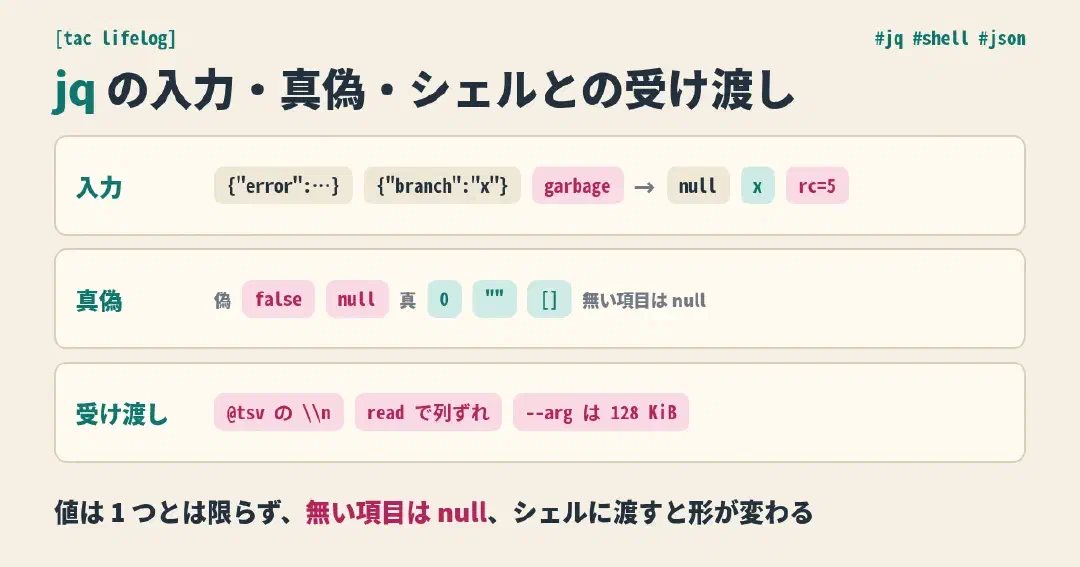 [tac lifelog] #jq #shell #json
jq の入力・真偽・シェルとの受け渡し
入力 {"error":…} {"branch":"x"} garbage → null x rc=5
真偽 偽 false null 真 0 "" [] 無い項目は null
受け渡し @tsv の \\n read で列ずれ --arg は 128 KiB
値は 1 つとは限らず、無い項目は null、シェルに渡すと形が変わる